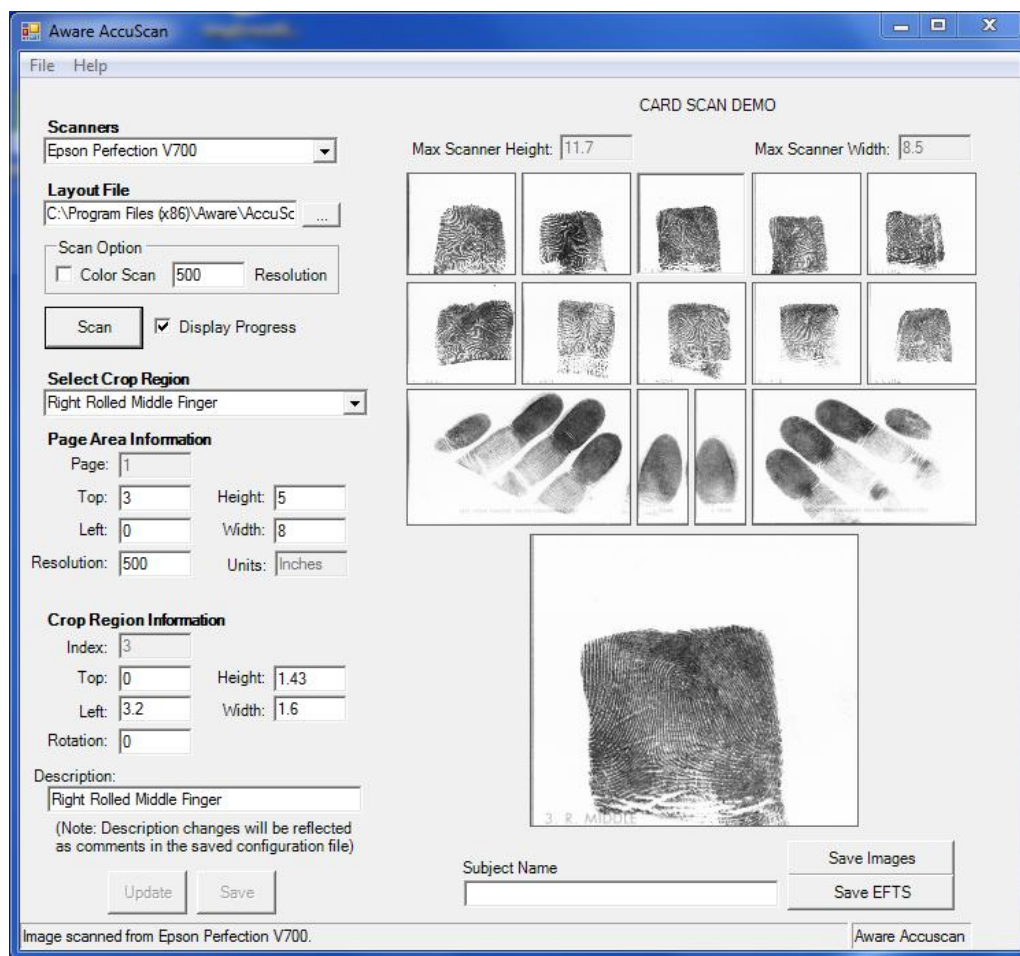 Aware AccuScan
File Help
CARD SCAN DEMO
Scanners
Epson Perfection V700
Max Scanner Height: 11.7 Max Scanner Width: 8.5
Layout File
C:\Program Files (x86)\Aware\AccuSc ...
Scan Option
Color Scan 500 Resolution
Scan Display Progress
Select Crop Region
Right Rolled Middle Finger
Page Area Information
Page: 1
Top: 3 Height: 5
Left: 0 Width: 8
Resolution: 500 Units: Inches
Crop Region Information
Index: 3
Top: 0 Height: 1.43
Left: 3.2 Width: 1.6
Rotation: 0
Description:
Right Rolled Middle Finger
3. R. MIDDLE
(Note: Description changes will be reflected
as comments in the saved configuration file)
Subject Name
Save Images
Update Save
Save EFTS
Image scanned from Epson Perfection V700. Aware Accuscan